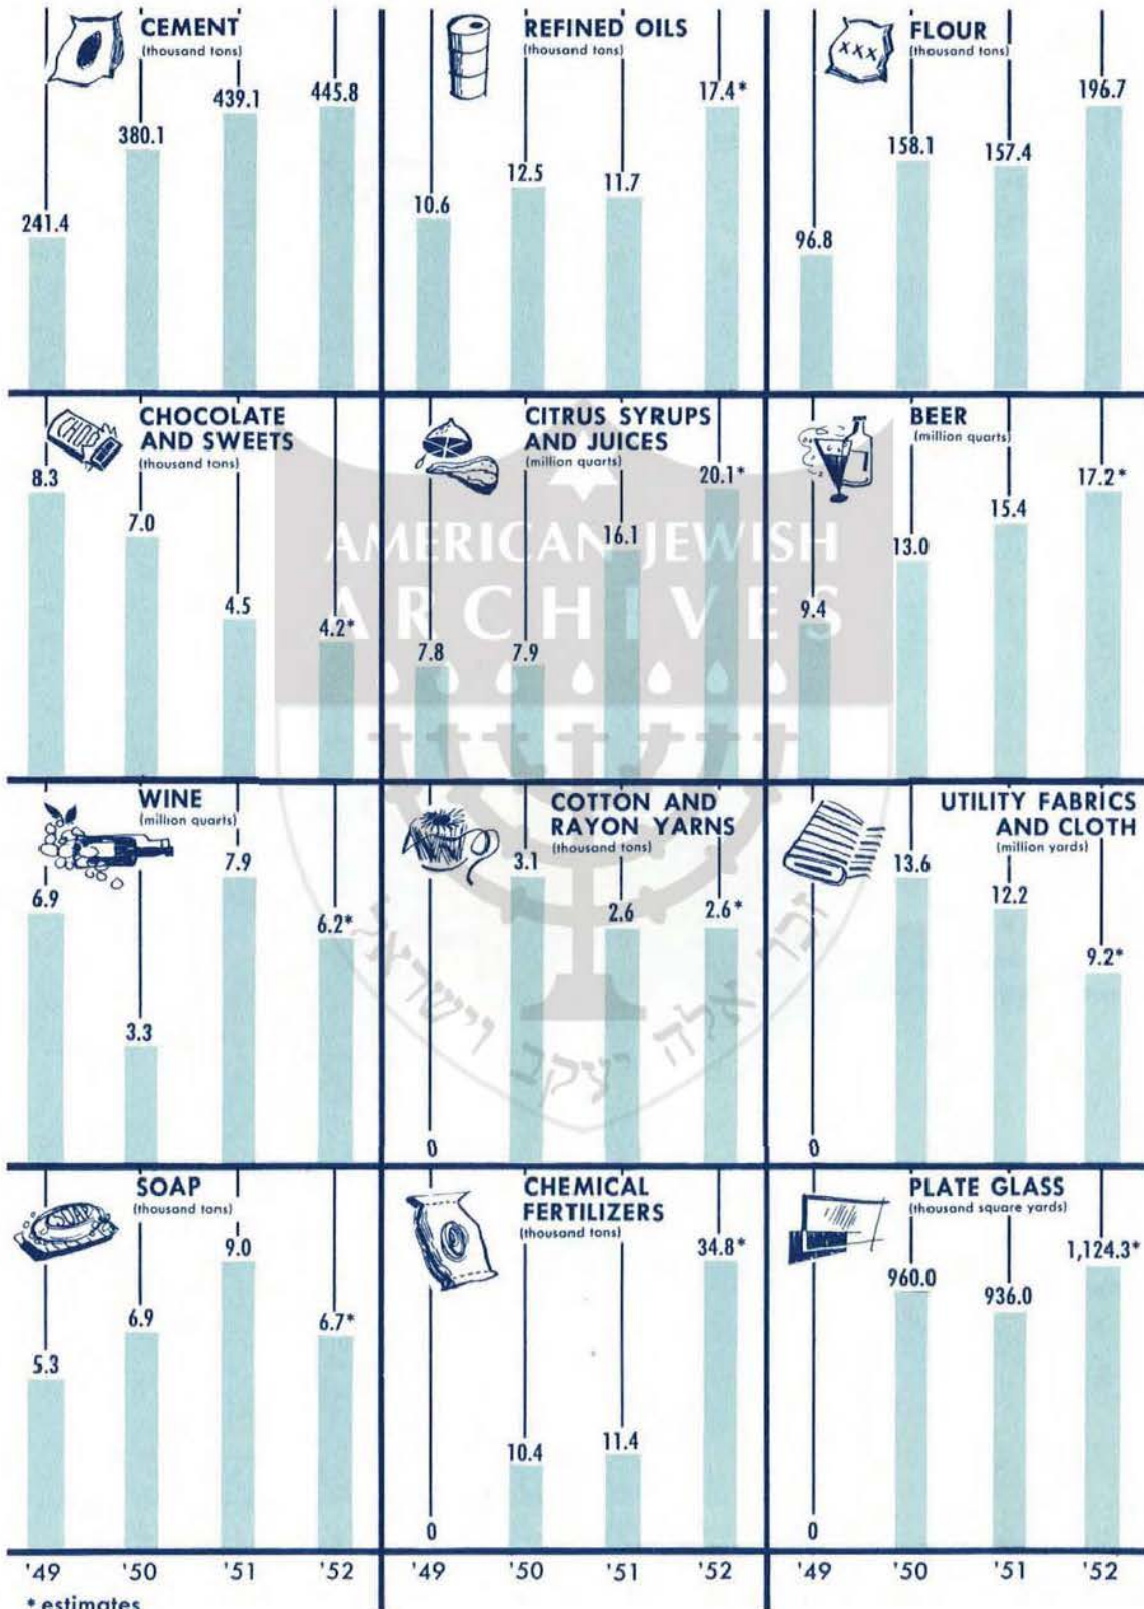 CEMENT
(thousand tons)
241.4
380.1
439.1
445.8
REFINED OILS
(thousand tons)
10.6
12.5
11.7
17.4*
FLOUR
(thousand tons)
XXX
96.8
158.1
157.4
196.7
CHOCOLATE
AND SWEETS
(thousand tons)
CHOC
8.3
7.0
4.5
4.2*
CITRUS SYRUPS
AND JUICES
(million quarts)
7.8
7.9
16.1
20.1*
BEER
(million quarts)
9.4
13.0
15.4
17.2*
AMERICAN JEWISH
ARCHIVES
WINE
(million quarts)
6.9
3.3
7.9
6.2*
COTTON AND
RAYON YARNS
(thousand tons)
0
3.1
2.6
2.6*
UTILITY FABRICS
AND CLOTH
(million yards)
0
13.6
12.2
9.2*
זכר אלה יעקב וישראל
SOAP
(thousand tons)
SOAP
5.3
6.9
9.0
6.7*
CHEMICAL
FERTILIZERS
(thousand tons)
0
10.4
11.4
34.8*
PLATE GLASS
(thousand square yards)
0
960.0
936.0
1,124.3*
'49 '50 '51 '52 '49 '50 '51 '52 '49 '50 '51 '52
* estimates